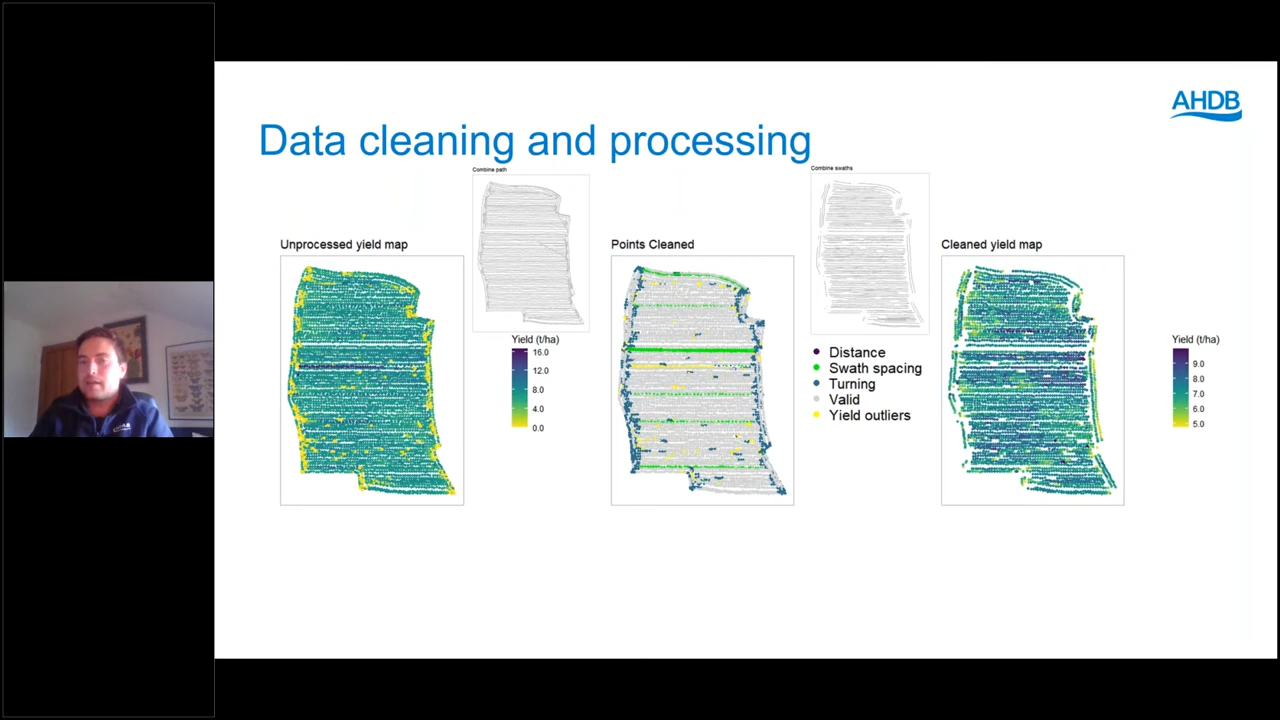 AHDB
Data cleaning and processing
Combine path
Combine swaths
Unprocessed yield map
Points Cleaned
Cleaned yield map
Yield (t/ha)
16.0
12.0
8.0
4.0
0.0
Distance
Swath spacing
Turning
Valid
Yield outliers
Yield (t/ha)
9.0
8.0
7.0
6.0
5.0